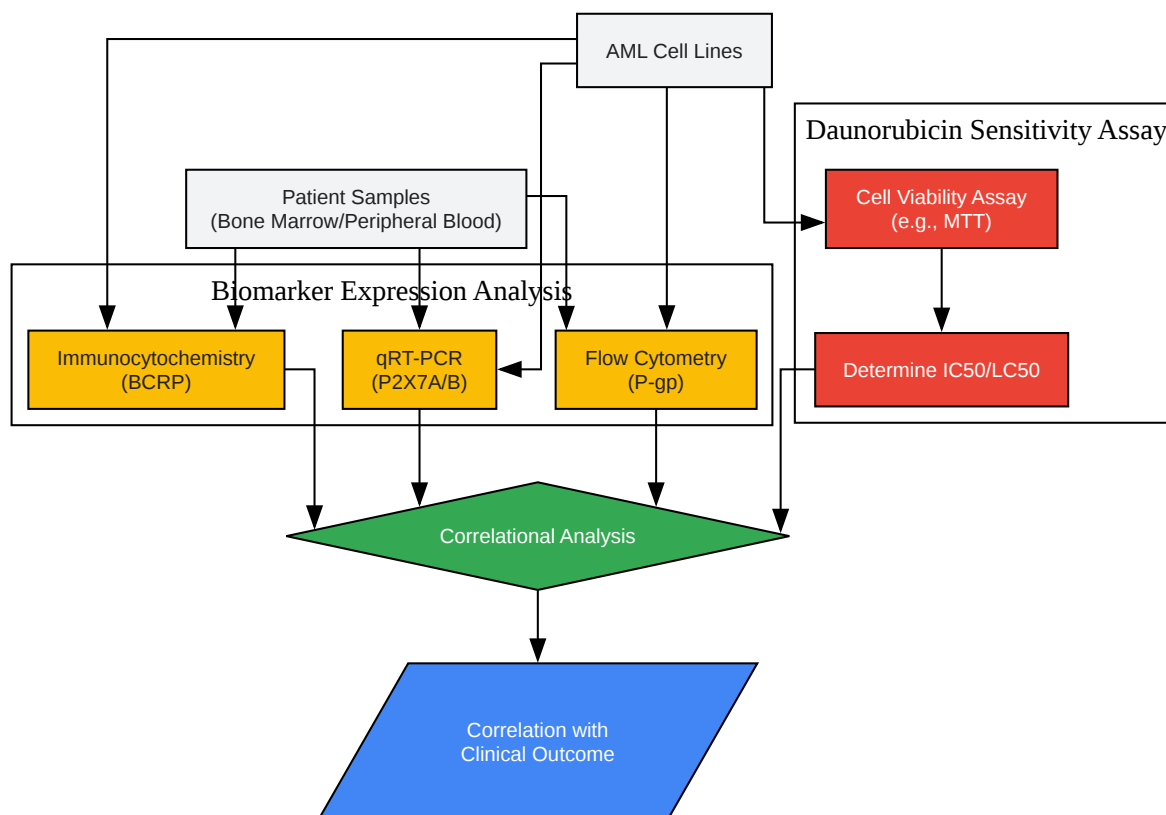 AML Cell Lines
Daunorubicin Sensitivity Assay
Patient Samples
(Bone Marrow/Peripheral Blood)
Cell Viability Assay
(e.g., MTT)
Biomarker Expression Analysis
Immunocytochemistry
(BCRP)
qRT-PCR
(P2X7A/B)
Flow Cytometry
(P-gp)
Determine IC50/LC50
Correlational Analysis
Correlation with
Clinical Outcome